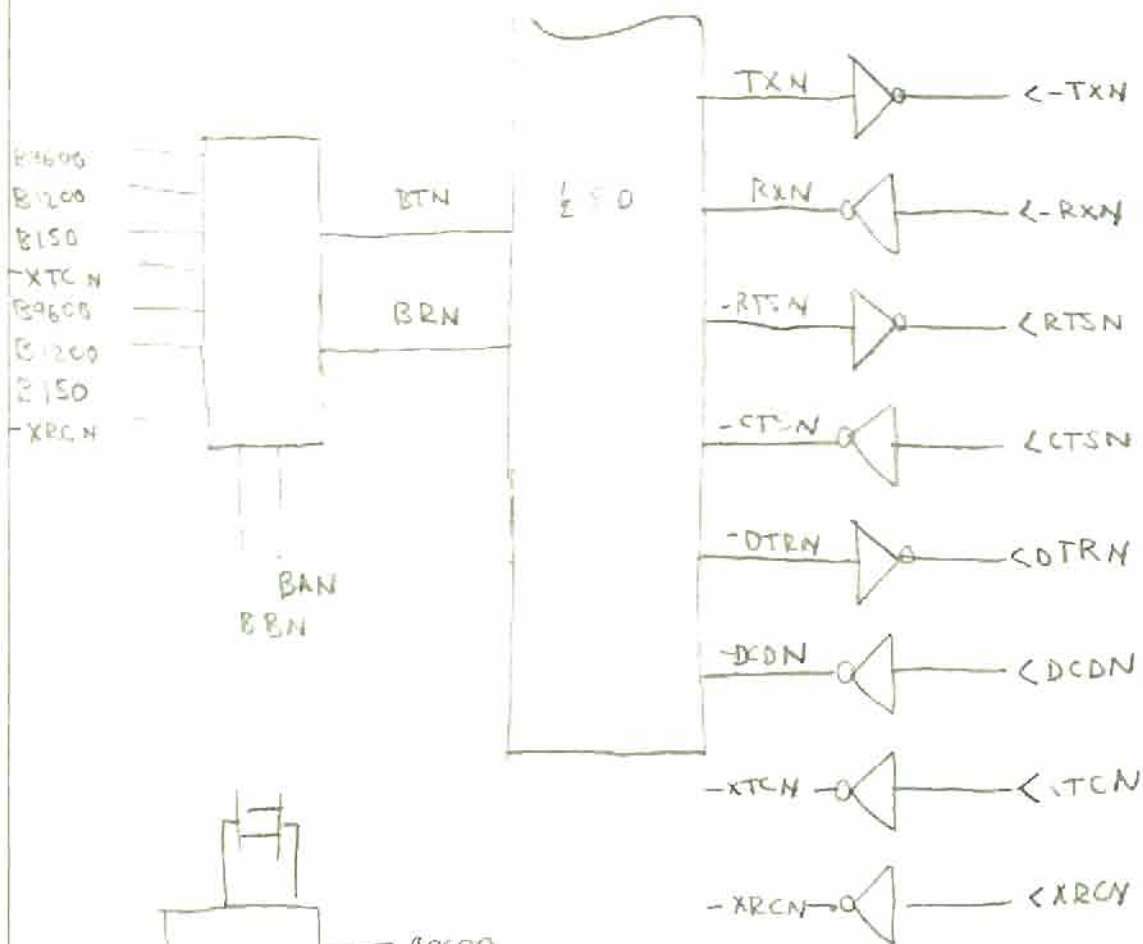 B9600
B1200
B150
-XTCN
B9600
B1200
B150
-XRCN
BTN
BRN
BAN
BBN
TXN
<-TXN
RXN
<-RXN
-RTSN
<RTSN
-CTSN
<CTSN
-DTRN
<DTRN
-DCDN
<DCDN
-XTCN
-XRCN
<XRCN